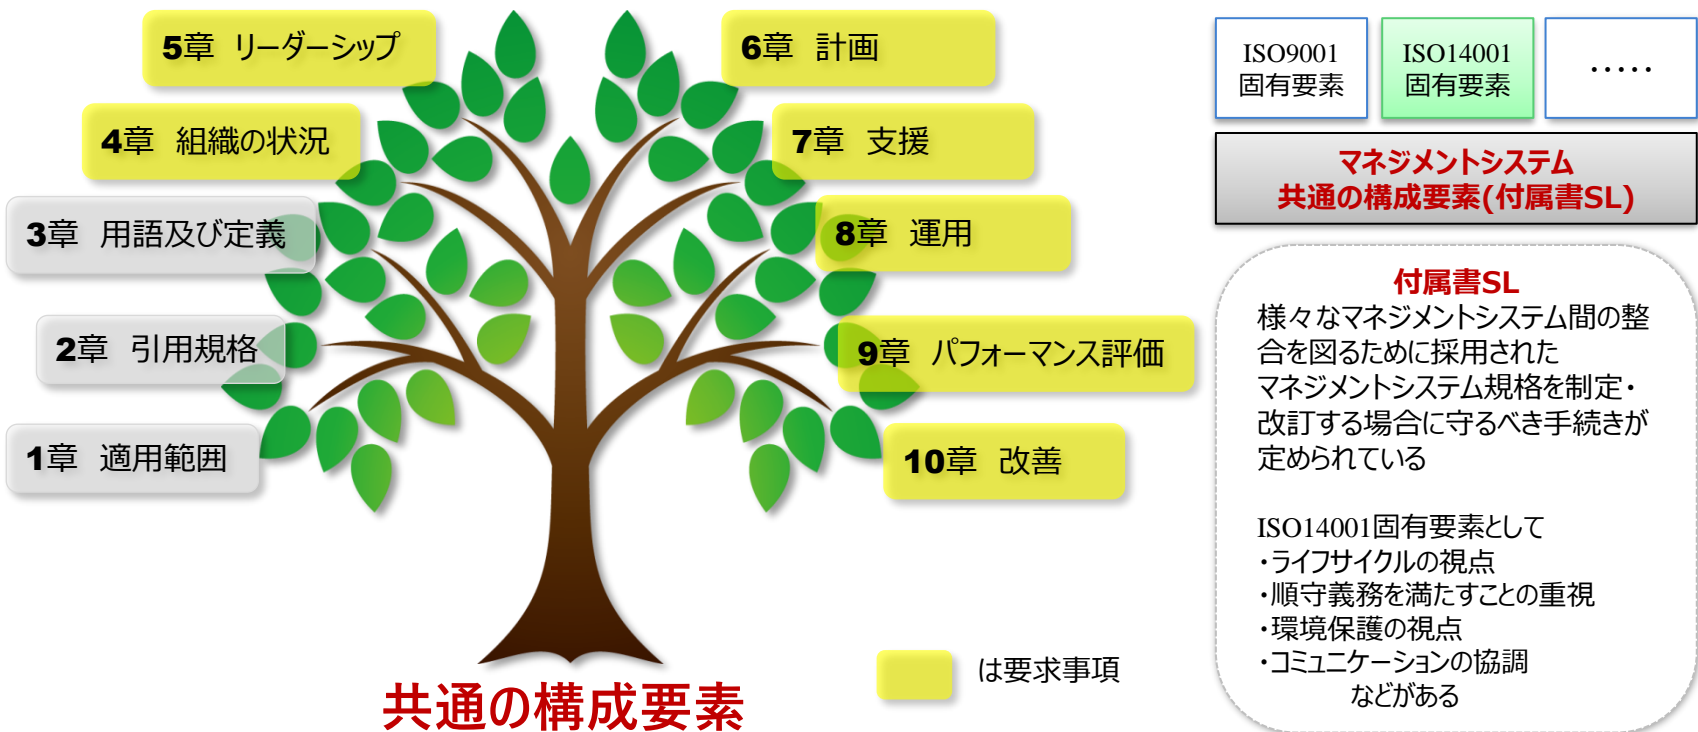 5章 リーダーシップ
4章 組織の状況
3章 用語及び定義
2章 引用規格
1章 適用範囲
6章 計画
7章 支援
8章 運用
9章 パフォーマンス評価
10章 改善
共通の構成要素
は要求事項
ISO9001
固有要素
ISO14001
固有要素
・・・・・
マネジメントシステム
共通の構成要素(付属書SL)
付属書SL
様々なマネジメントシステム間の整
合を図るために採用された
マネジメントシステム規格を制定・
改訂する場合に守るべき手続きが
定められている
ISO14001固有要素として
・ライフサイクルの視点
・順守義務を満たすことの重視
・環境保護の視点
・コミュニケーションの協調
などがある